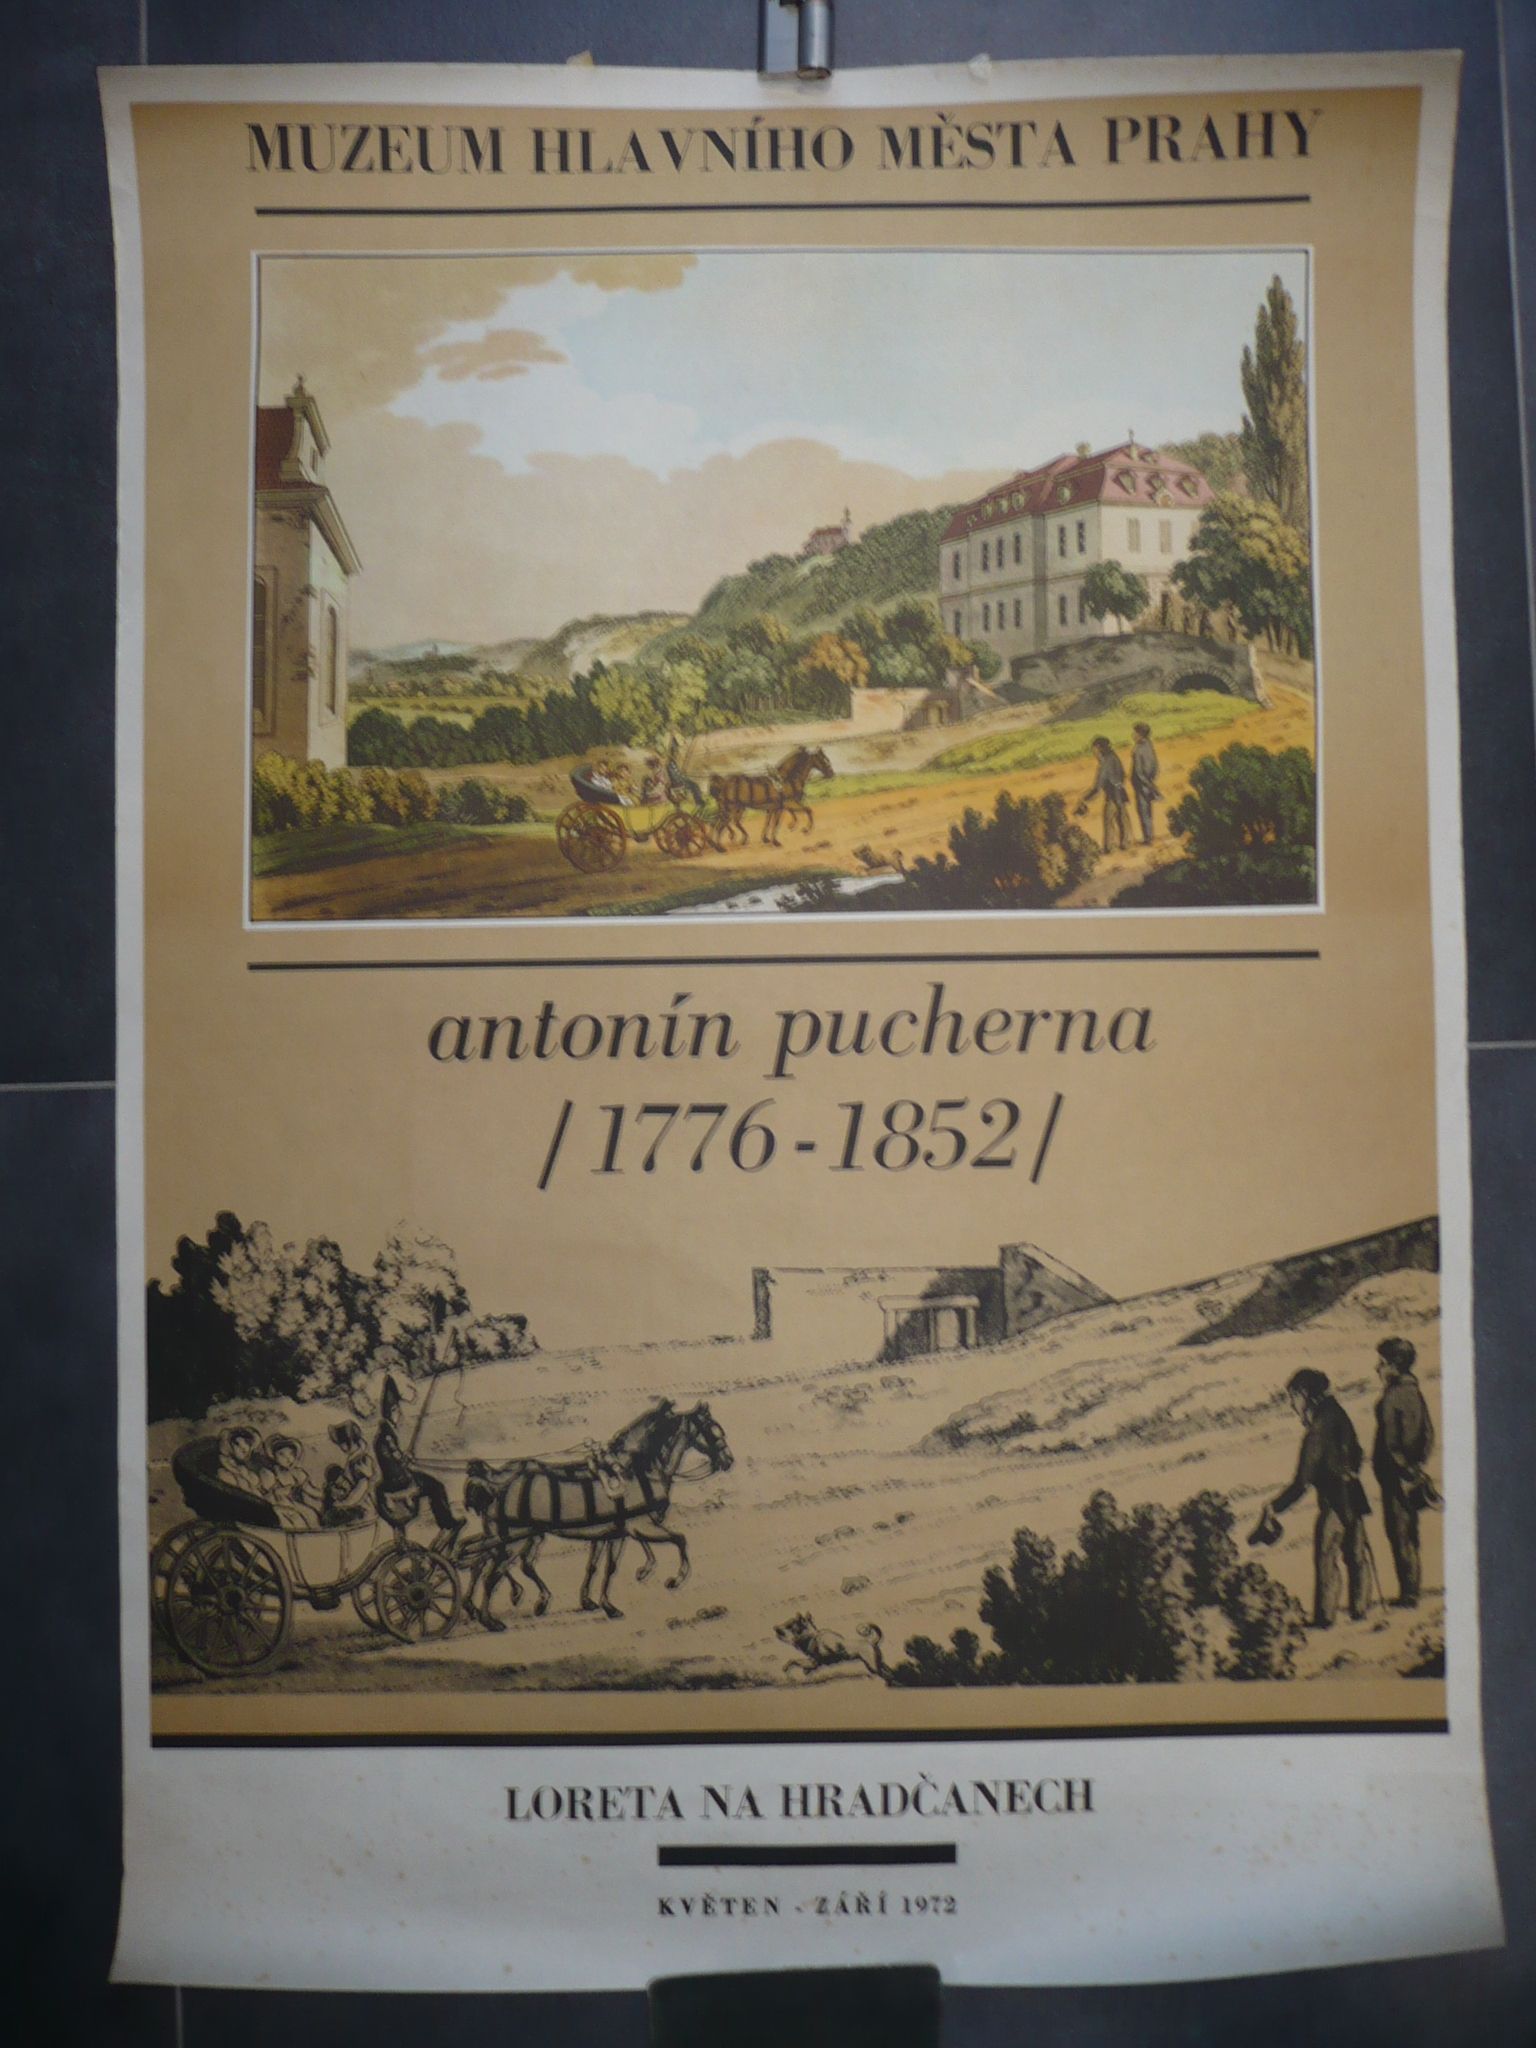 MUZEUM HLAVNÍHO MĚSTA PRAHY
antonín pucherna
/1776-1852/
LORETA NA HRADČANECH
KVĚTEN - ZÁŘÍ 1972